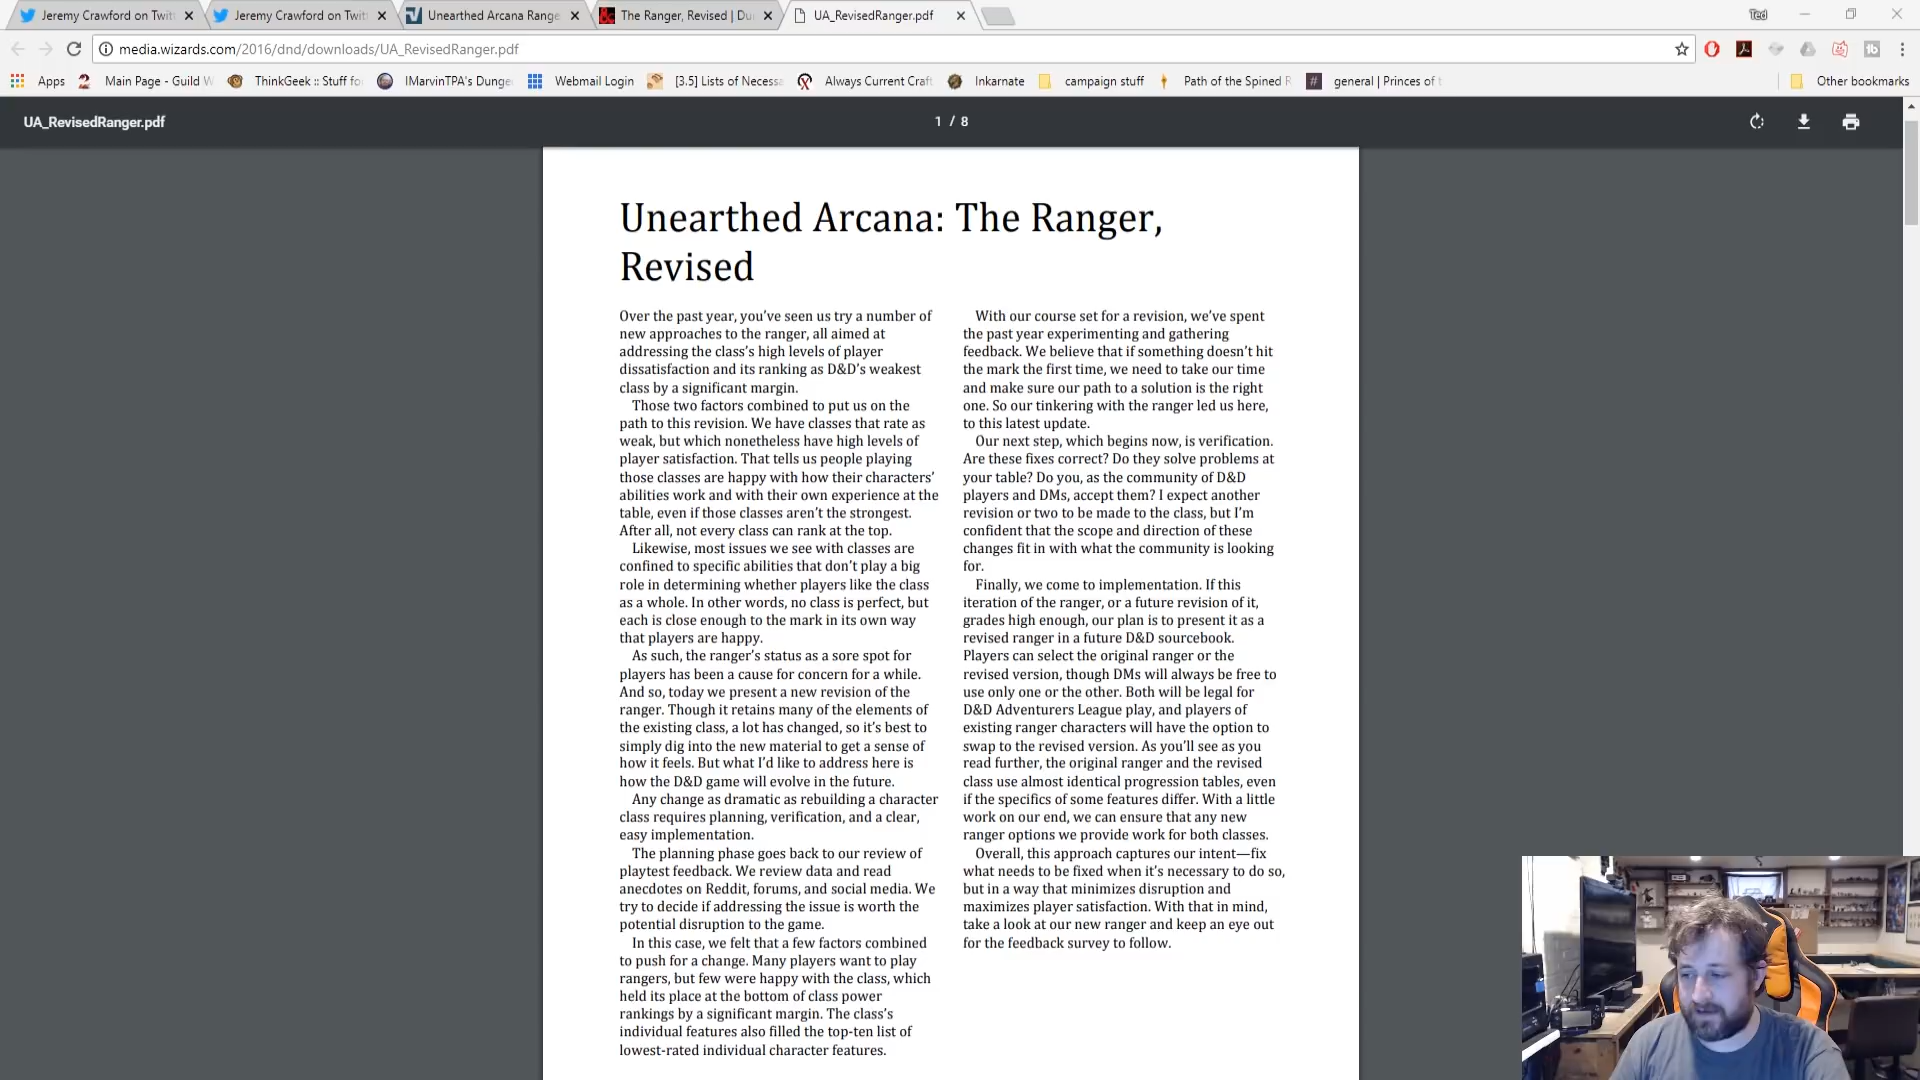 Jeremy Crawford on Twit
Jeremy Crawford on Twit
Unearthed Arcana Range
The Ranger, Revised | Du
UA_RevisedRanger.pdf
Ted
media.wizards.com/2016/dnd/downloads/UA_RevisedRanger.pdf
Apps
Main Page - Guild W
ThinkGeek :: Stuff fo
IMarvinTPA's Dunge
Webmail Login
[3.5] Lists of Necessa
Always Current Craf
Inkarnate
campaign stuff
Path of the Spined R
general | Princes of t
Other bookmarks
UA_RevisedRanger.pdf
1 / 8
Unearthed Arcana: The Ranger,
Revised
Over the past year, you've seen us try a number of
new approaches to the ranger, all aimed at
addressing the class's high levels of player
dissatisfaction and its ranking as D&D's weakest
class by a significant margin.
Those two factors combined to put us on the
path to this revision. We have classes that rate as
weak, but which nonetheless have high levels of
player satisfaction. That tells us people playing
those classes are happy with how their characters'
abilities work and with their own experience at the
table, even if those classes aren't the strongest.
After all, not every class can rank at the top.
Likewise, most issues we see with classes are
confined to specific abilities that don't play a big
role in determining whether players like the class
as a whole. In other words, no class is perfect, but
each is close enough to the mark in its own way
that players are happy.
As such, the ranger's status as a sore spot for
players has been a cause for concern for a while.
And so, today we present a new revision of the
ranger. Though it retains many of the elements of
the existing class, a lot has changed, so it's best to
simply dig into the new material to get a sense of
how it feels. But what I'd like to address here is
how the D&D game will evolve in the future.
Any change as dramatic as rebuilding a character
class requires planning, verification, and a clear,
easy implementation.
The planning phase goes back to our review of
playtest feedback. We review data and read
anecdotes on Reddit, forums, and social media. We
try to decide if addressing the issue is worth the
potential disruption to the game.
In this case, we felt that a few factors combined
to push for a change. Many players want to play
rangers, but few were happy with the class, which
held its place at the bottom of class power
rankings by a significant margin. The class's
individual features also filled the top-ten list of
lowest-rated individual character features.
With our course set for a revision, we've spent
the past year experimenting and gathering
feedback. We believe that if something doesn't hit
the mark the first time, we need to take our time
and make sure our path to a solution is the right
one. So our tinkering with the ranger led us here,
to this latest update.
Our next step, which begins now, is verification.
Are these fixes correct? Do they solve problems at
your table? Do you, as the community of D&D
players and DMs, accept them? I expect another
revision or two to be made to the class, but I'm
confident that the scope and direction of these
changes fit in with what the community is looking
for.
Finally, we come to implementation. If this
iteration of the ranger, or a future revision of it,
grades high enough, our plan is to present it as a
revised ranger in a future D&D sourcebook.
Players can select the original ranger or the
revised version, though DMs will always be free to
use only one or the other. Both will be legal for
D&D Adventurers League play, and players of
existing ranger characters will have the option to
swap to the revised version. As you'll see as you
read further, the original ranger and the revised
class use almost identical progression tables, even
if the specifics of some features differ. With a little
work on our end, we can ensure that any new
ranger options we provide work for both classes.
Overall, this approach captures our intent—fix
what needs to be fixed when it's necessary to do so,
but in a way that minimizes disruption and
maximizes player satisfaction. With that in mind,
take a look at our new ranger and keep an eye out
for the feedback survey to follow.